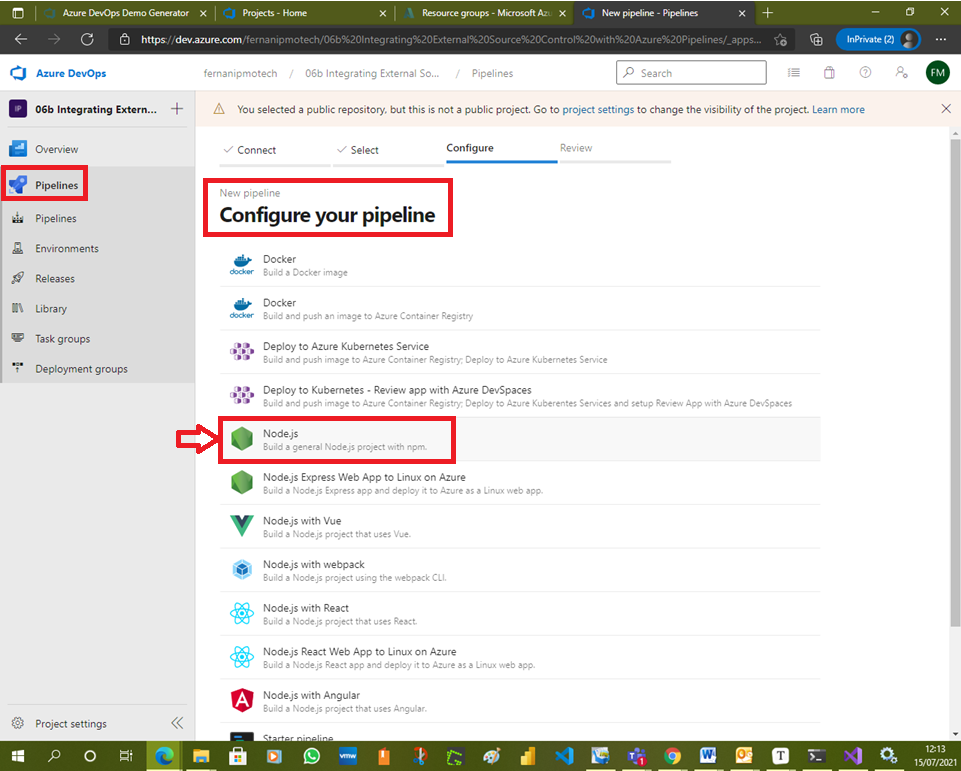 Azure DevOps Demo Generator
Projects - Home
Resource groups - Microsoft Az
New pipeline - Pipelines
https://dev.azure.com/fernanipmotech/06b%20Integrating%20External%20Source%20Control%20with%20Azure%20Pipelines/_apps...
InPrivate (2)
Azure DevOps
fernanipmotech / 06b Integrating External So... / Pipelines
Search
FM
IP
06b Integrating Extern...
You selected a public repository, but this is not a public project. Go to project settings to change the visibility of the project. Learn more
Overview
Pipelines
Pipelines
Environments
Releases
Library
Task groups
Deployment groups
Project settings
Connect
Select
Configure
Review
New pipeline
Configure your pipeline
docker
Docker
Build a Docker image
docker
Docker
Build and push an image to Azure Container Registry
Deploy to Azure Kubernetes Service
Build and push image to Azure Container Registry; Deploy to Azure Kubernetes Service
Deploy to Kubernetes - Review app with Azure DevSpaces
Build and push image to Azure Container Registry; Deploy to Azure Kuberentes Services and setup Review App with Azure DevSpaces
Node.js
Build a general Node.js project with npm.
Node.js Express Web App to Linux on Azure
Build a Node.js Express app and deploy it to Azure as a Linux web app.
Node.js with Vue
Build a Node.js project that uses Vue.
Node.js with webpack
Build a Node.js project using the webpack CLI.
Node.js with React
Build a Node.js project that uses React.
Node.js React Web App to Linux on Azure
Build a Node.js React app and deploy it to Azure as a Linux web app.
Node.js with Angular
Build a Node.js project that uses Angular.
Starter pipeline
vmw
12:13
15/07/2021